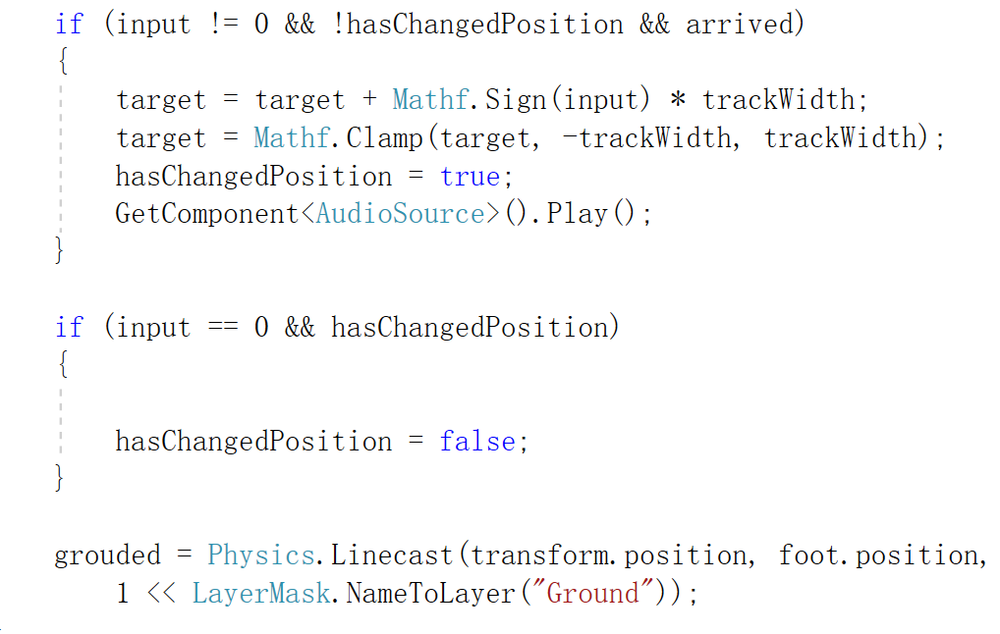 if (input != 0 && !hasChangedPosition && arrived)
{
target = target + Mathf.Sign(input) * trackWidth;
target = Mathf.Clamp(target, -trackWidth, trackWidth);
hasChangedPosition = true;
GetComponent<AudioSource>().Play();
}
if (input == 0 && hasChangedPosition)
{
hasChangedPosition = false;
}
grouded = Physics.Linecast(transform.position, foot.position,
1 << LayerMask.NameToLayer("Ground"));